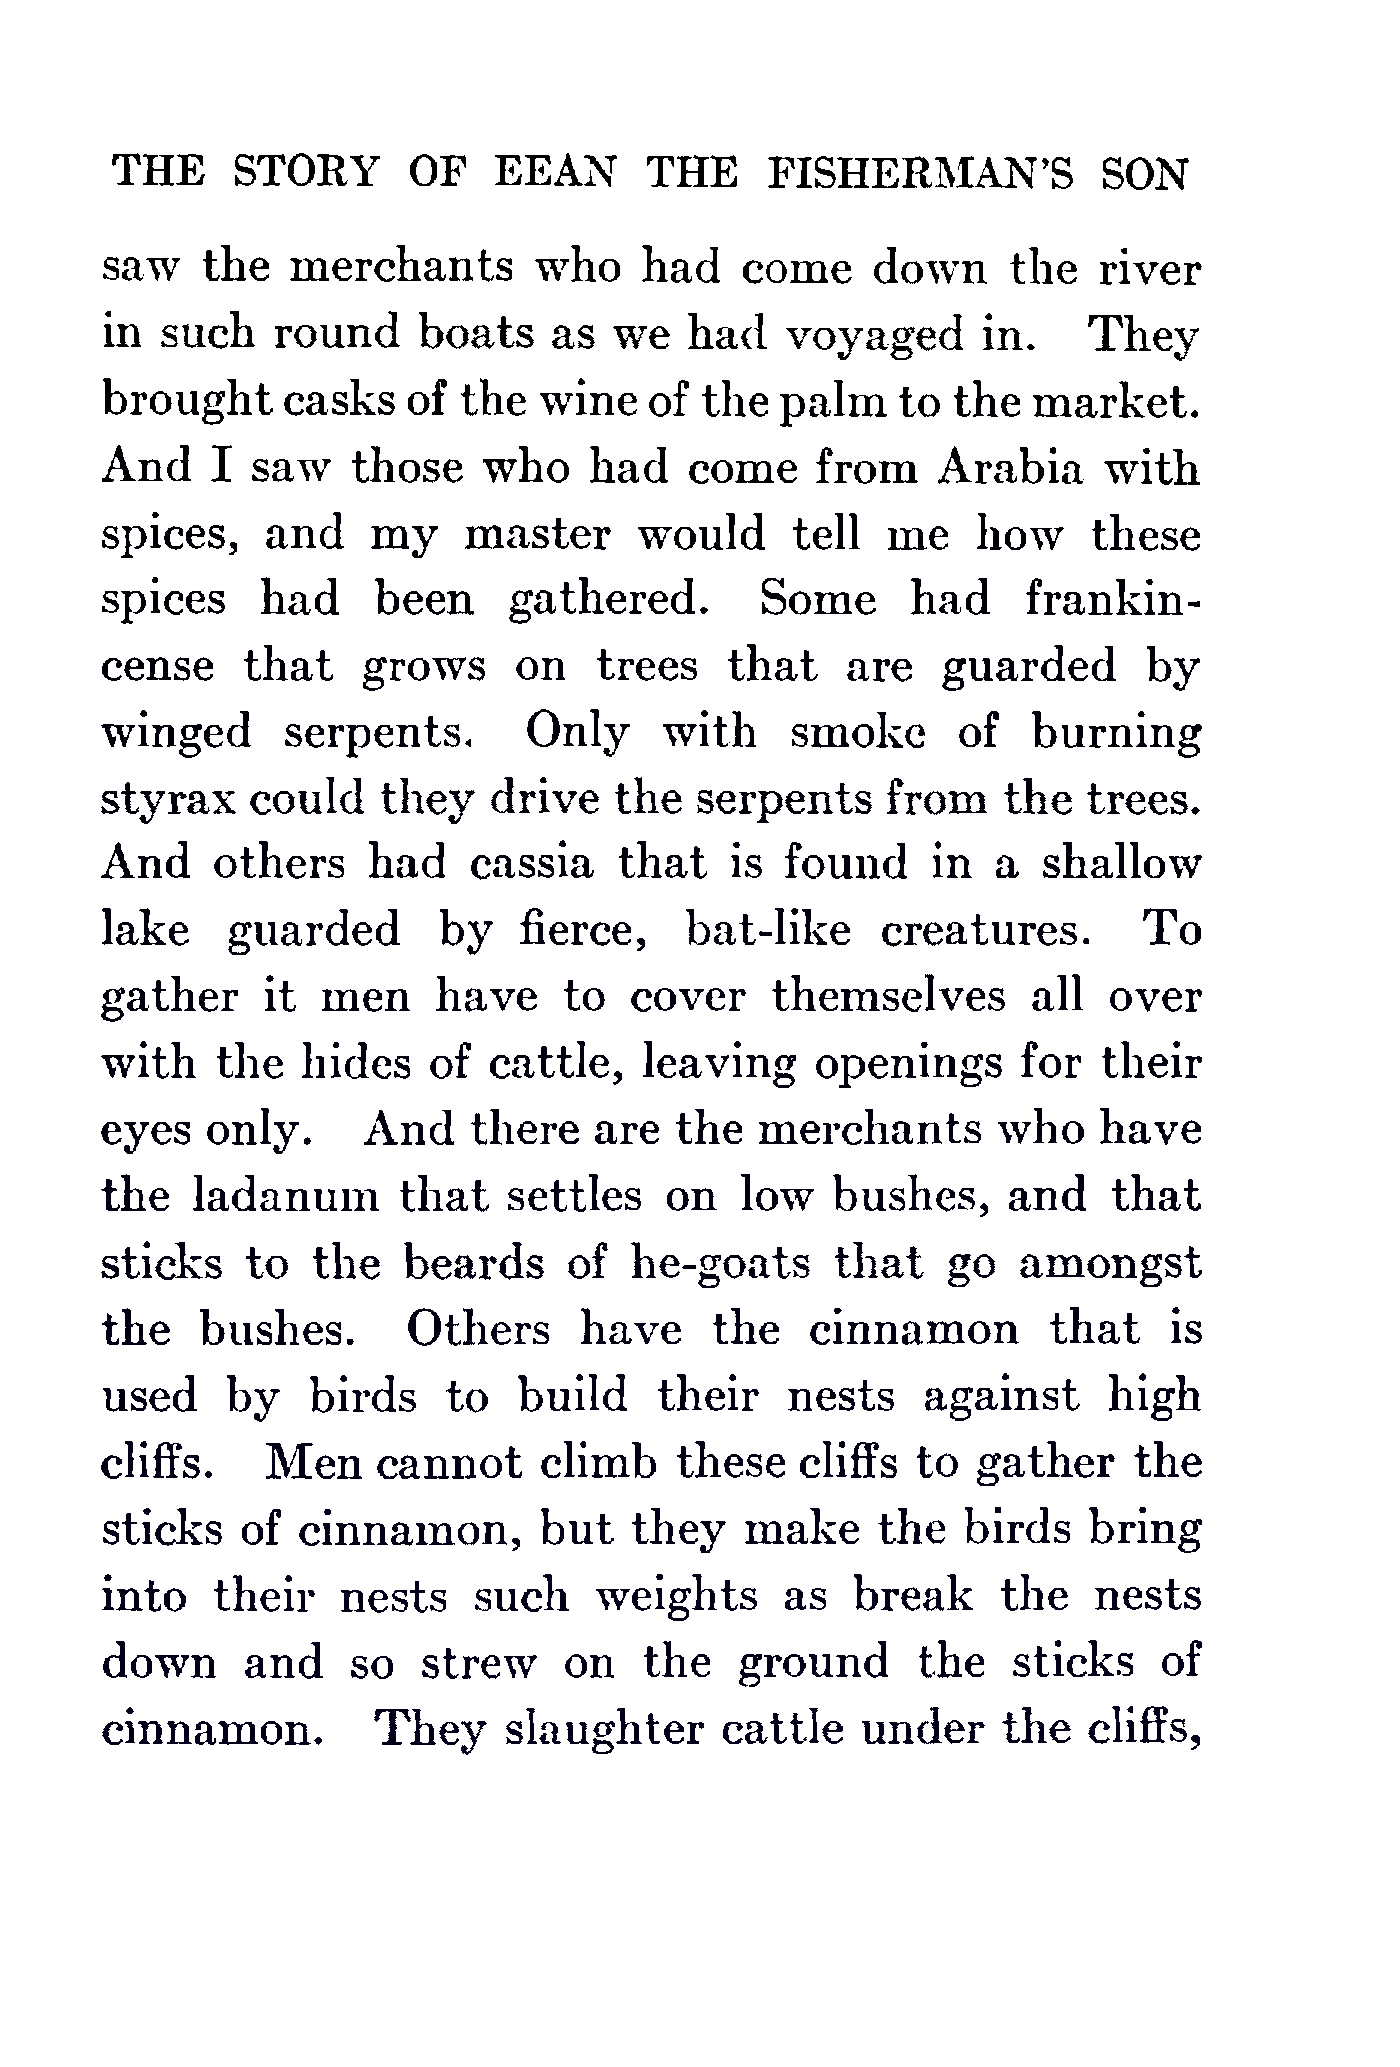 THE STORY OF EEAN THE FISHERMAN'S SON
saw the merchants who had come down the river
in such round boats as we had voyaged in. They
brought casks of the wine of the palm to the market.
And I saw those who had come from Arabia with
spices, and my master would tell me how these
spices had been gathered. Some had frankin-
cense that grows on trees that are guarded by
winged serpents. Only with smoke of burning
styrax could they drive the serpents from the trees.
And others had cassia that is found in a shallow
lake guarded by fierce, bat-like creatures. To
gather it men have to cover themselves all over
with the hides of cattle, leaving openings for their
eyes only. And there are the merchants who have
the ladanum that settles on low bushes, and that
sticks to the beards of he-goats that go amongst
the bushes. Others have the cinnamon that is
used by birds to build their nests against high
cliffs. Men cannot climb these cliffs to gather the
sticks of cinnamon, but they make the birds bring
into their nests such weights as break the nests
down and so strew on the ground the sticks of
cinnamon. They slaughter cattle under the cliffs,